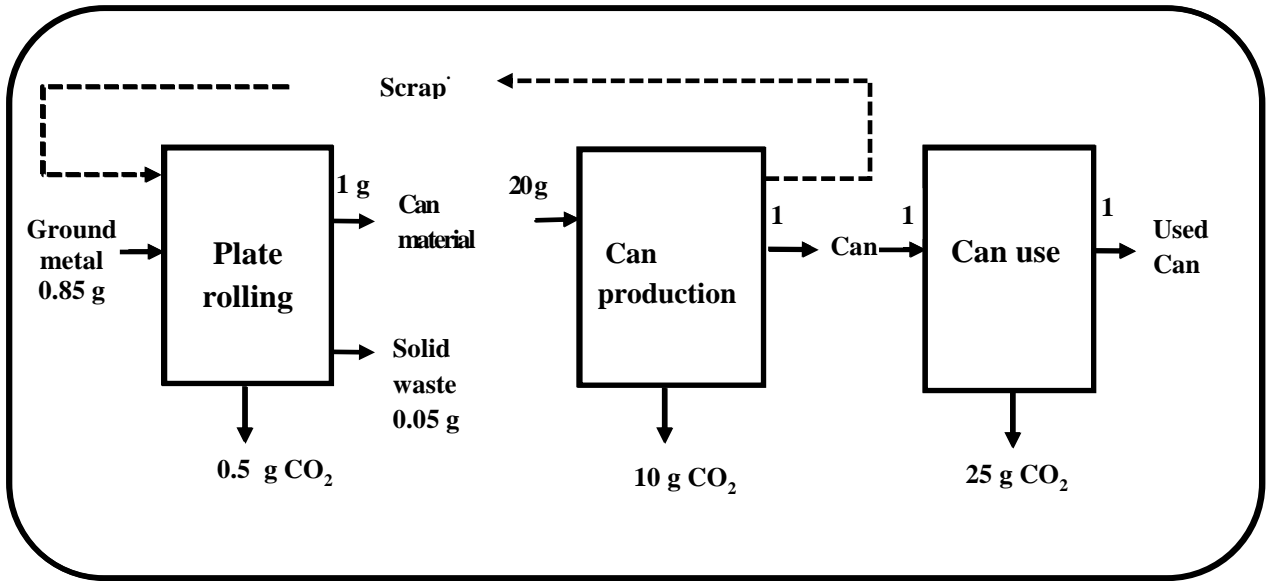 Scrap
1 g
20g
Can
material
1
1
1
Ground
metal
0.85 g
Plate
rolling
Can
production
Can
Can use
Used
Can
Solid
waste
0.05 g
0.5 g CO₂
10 g CO₂
25 g CO₂